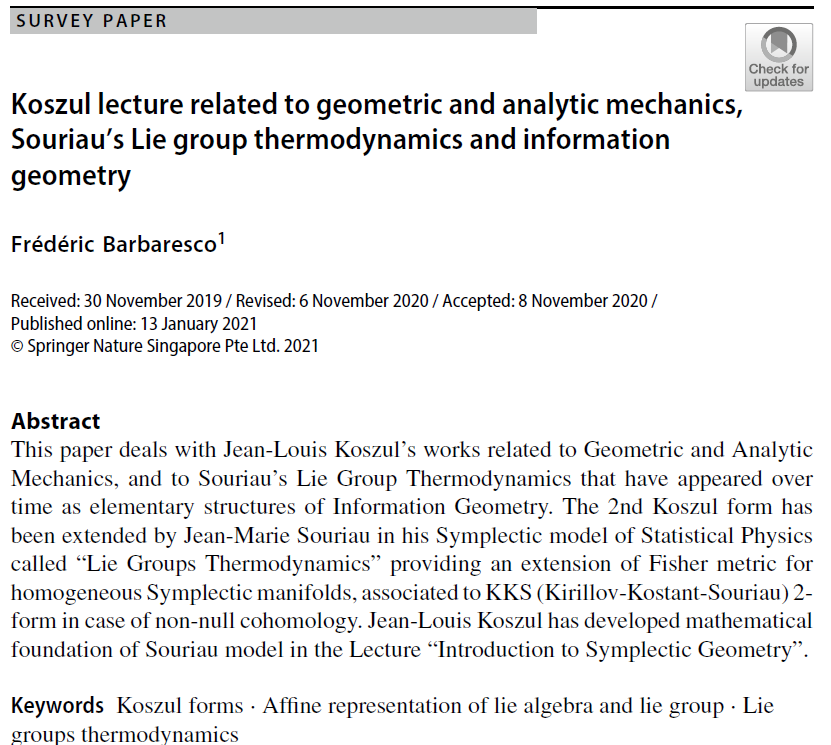 SURVEY PAPER
Check for
updates
Koszul lecture related to geometric and analytic mechanics,
Souriau's Lie group thermodynamics and information
geometry
Frédéric Barbaresco1
Received: 30 November 2019 / Revised: 6 November 2020 / Accepted: 8 November 2020 /
Published online: 13 January 2021
© Springer Nature Singapore Pte Ltd. 2021
Abstract
This paper deals with Jean-Louis Koszul's works related to Geometric and Analytic
Mechanics, and to Souriau's Lie Group Thermodynamics that have appeared over
time as elementary structures of Information Geometry. The 2nd Koszul form has
been extended by Jean-Marie Souriau in his Symplectic model of Statistical Physics
called “Lie Groups Thermodynamics” providing an extension of Fisher metric for
homogeneous Symplectic manifolds, associated to KKS (Kirillov-Kostant-Souriau) 2-
form in case of non-null cohomology. Jean-Louis Koszul has developed mathematical
foundation of Souriau model in the Lecture “Introduction to Symplectic Geometry”.
Keywords Koszul forms · Affine representation of lie algebra and lie group · Lie
groups thermodynamics